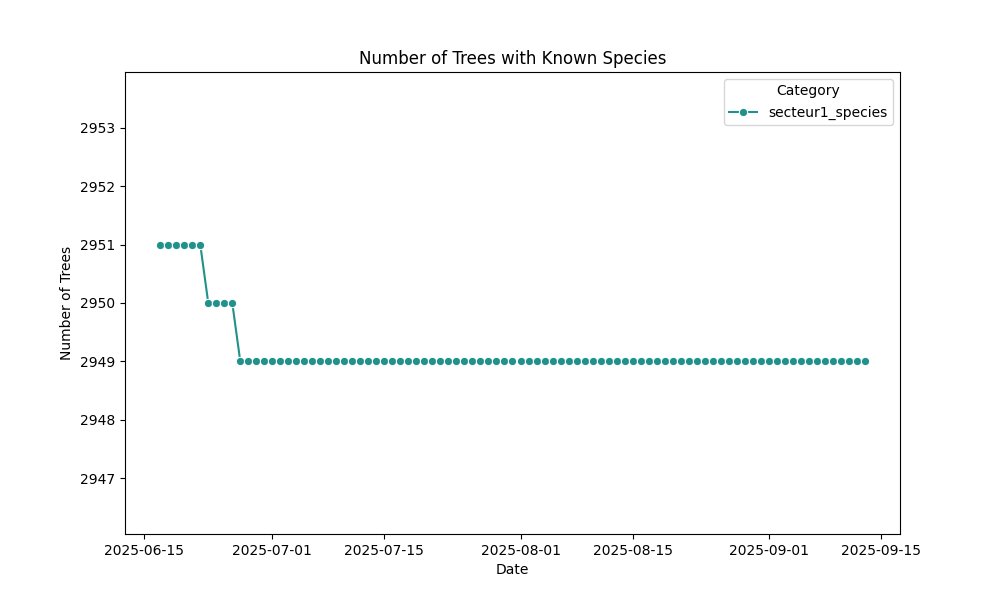 Number of Trees with Known Species
Category
secteur1_species
2953
2952
2951
2950
2949
2948
2947
Number of Trees
2025-06-15
2025-07-01
2025-07-15
2025-08-01
2025-08-15
2025-09-01
2025-09-15
Date